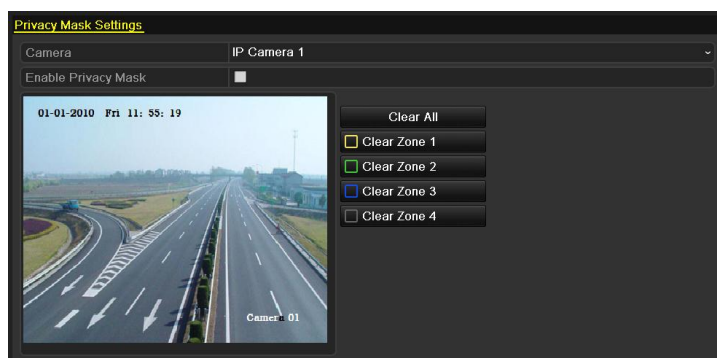 Privacy Mask Settings
Camera
IP Camera 1
Enable Privacy Mask
01-01-2010 Fri 11: 55: 19
Clear All
Clear Zone 1
Clear Zone 2
Clear Zone 3
Clear Zone 4
Camera 01